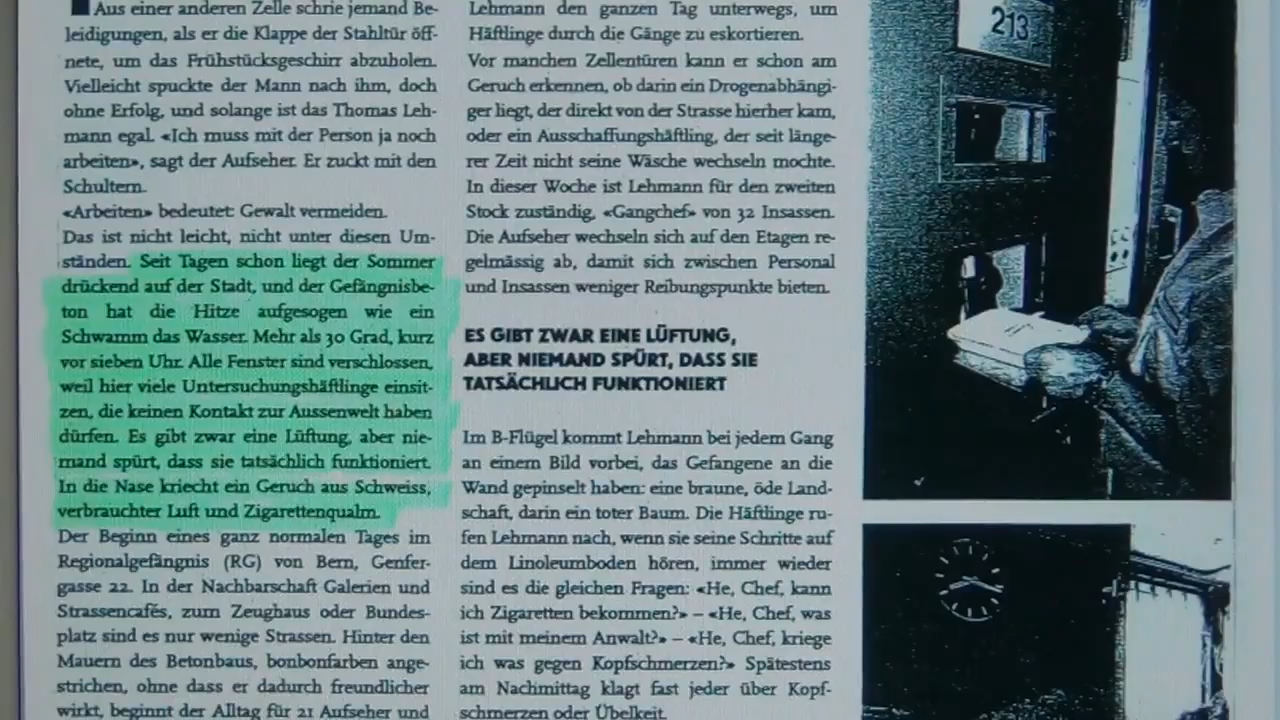 Aus einer anderen Zelle schrie jemand Be-
leidigungen, als er die Klappe der Stahltür öff-
nete, um das Frühstücksgeschirr abzuholen.
Vielleicht spuckte der Mann nach ihm, doch
ohne Erfolg, und solange ist das Thomas Leh-
mann egal. «Ich muss mit der Person ja noch
arbeiten», sagt der Aufseher. Er zuckt mit den
Schultern.
«Arbeiten» bedeutet: Gewalt vermeiden.
Das ist nicht leicht, nicht unter diesen Um-
ständen. Seit Tagen schon liegt der Sommer
drückend auf der Stadt, und der Gefängnisbe-
ton hat die Hitze aufgesogen wie ein
Schwamm das Wasser. Mehr als 30 Grad, kurz
vor sieben Uhr. Alle Fenster sind verschlossen,
weil hier viele Untersuchungshäftlinge einsit-
zen, die keinen Kontakt zur Aussenwelt haben
dürfen. Es gibt zwar eine Lüftung, aber nie-
mand spürt, dass sie tatsächlich funktioniert.
In die Nase kriecht ein Geruch aus Schweiss,
verbrauchter Luft und Zigarettenqualm.
Der Beginn eines ganz normalen Tages im
Regionalgefängnis (RG) von Bern, Genfer-
gasse 22. In der Nachbarschaft Galerien und
Strassencafés, zum Zeughaus oder Bundes-
platz sind es nur wenige Strassen. Hinter den
Mauern des Betonbaus, bonbonfarben ange-
strichen, ohne dass er dadurch freundlicher
wirkt, beginnt der Alltag für 21 Aufseher und
Lehmann den ganzen Tag unterwegs, um
Häftlinge durch die Gänge zu eskortieren.
Vor manchen Zellentüren kann er schon am
Geruch erkennen, ob darin ein Drogenabhängi-
ger liegt, der direkt von der Strasse hierher kam,
oder ein Ausschaffungshäftling, der seit länge-
rer Zeit nicht seine Wäsche wechseln mochte.
In dieser Woche ist Lehmann für den zweiten
Stock zuständig, «Gangchef» von 32 Insassen.
Die Aufseher wechseln sich auf den Etagen re-
gelmässig ab, damit sich zwischen Personal
und Insassen weniger Reibungspunkte bieten.
ES GIBT ZWAR EINE LÜFTUNG,
ABER NIEMAND SPÜRT, DASS SIE
TATSÄCHLICH FUNKTIONIERT
Im B-Flügel kommt Lehmann bei jedem Gang
an einem Bild vorbei, das Gefangene an die
Wand gepinselt haben: eine braune, öde Land-
schaft, darin ein toter Baum. Die Häftlinge ru-
fen Lehmann nach, wenn sie seine Schritte auf
dem Linoleumboden hören, immer wieder
sind es die gleichen Fragen: «He, Chef, kann
ich Zigaretten bekommen?» – «He, Chef, was
ist mit meinem Anwalt?» – «He, Chef, kriege
ich was gegen Kopfschmerzen?» Spätestens
am Nachmittag klagt fast jeder über Kopf-
schmerzen oder Übelkeit.
213